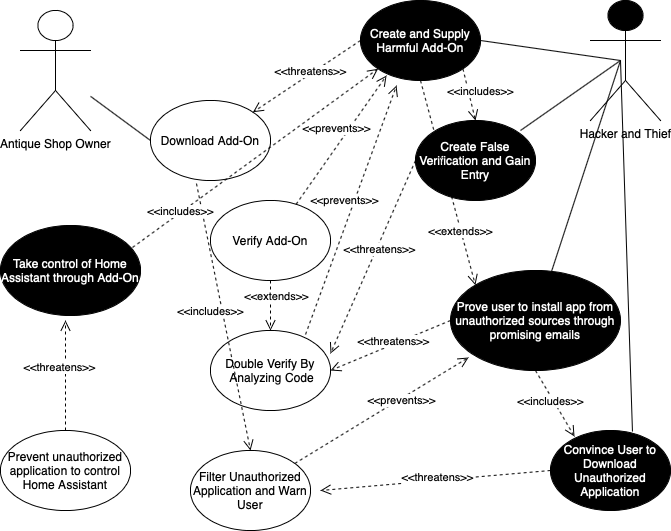 Create and Supply
Harmful Add-On
<<threatens>>
<<includes>>
Antique Shop Owner
Download Add-On
<<prevents>>
Create False
Verification and Gain
Entry
Hacker and Thief
<<includes>>
<<prevents>>
Verify Add-On
<<threatens>>
<<extends>>
Take control of Home
Assistant through Add-On
<<extends>>
<<includes>>
Prove user to install app from
unauthorized sources through
promising emails
<<threatens>>
<<threatens>>
Double Verify By
Analyzing Code
<<prevents>>
<<includes>>
Prevent unauthorized
application to control
Home Assistant
Filter Unauthorized
Application and Warn
User
<<threatens>>
Convince User to
Download
Unauthorized
Application